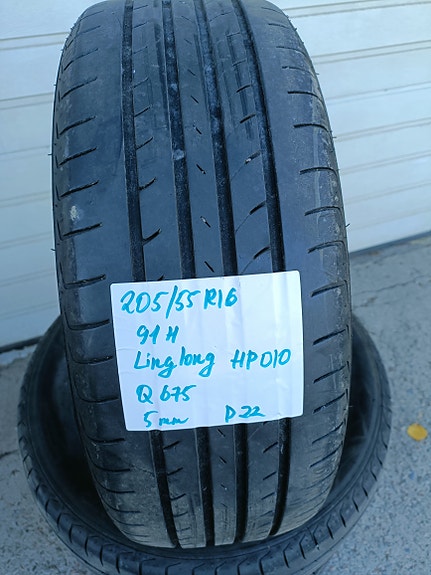 205/55 R16
91 H
Linglong HP010
Q 675
5 mm D22